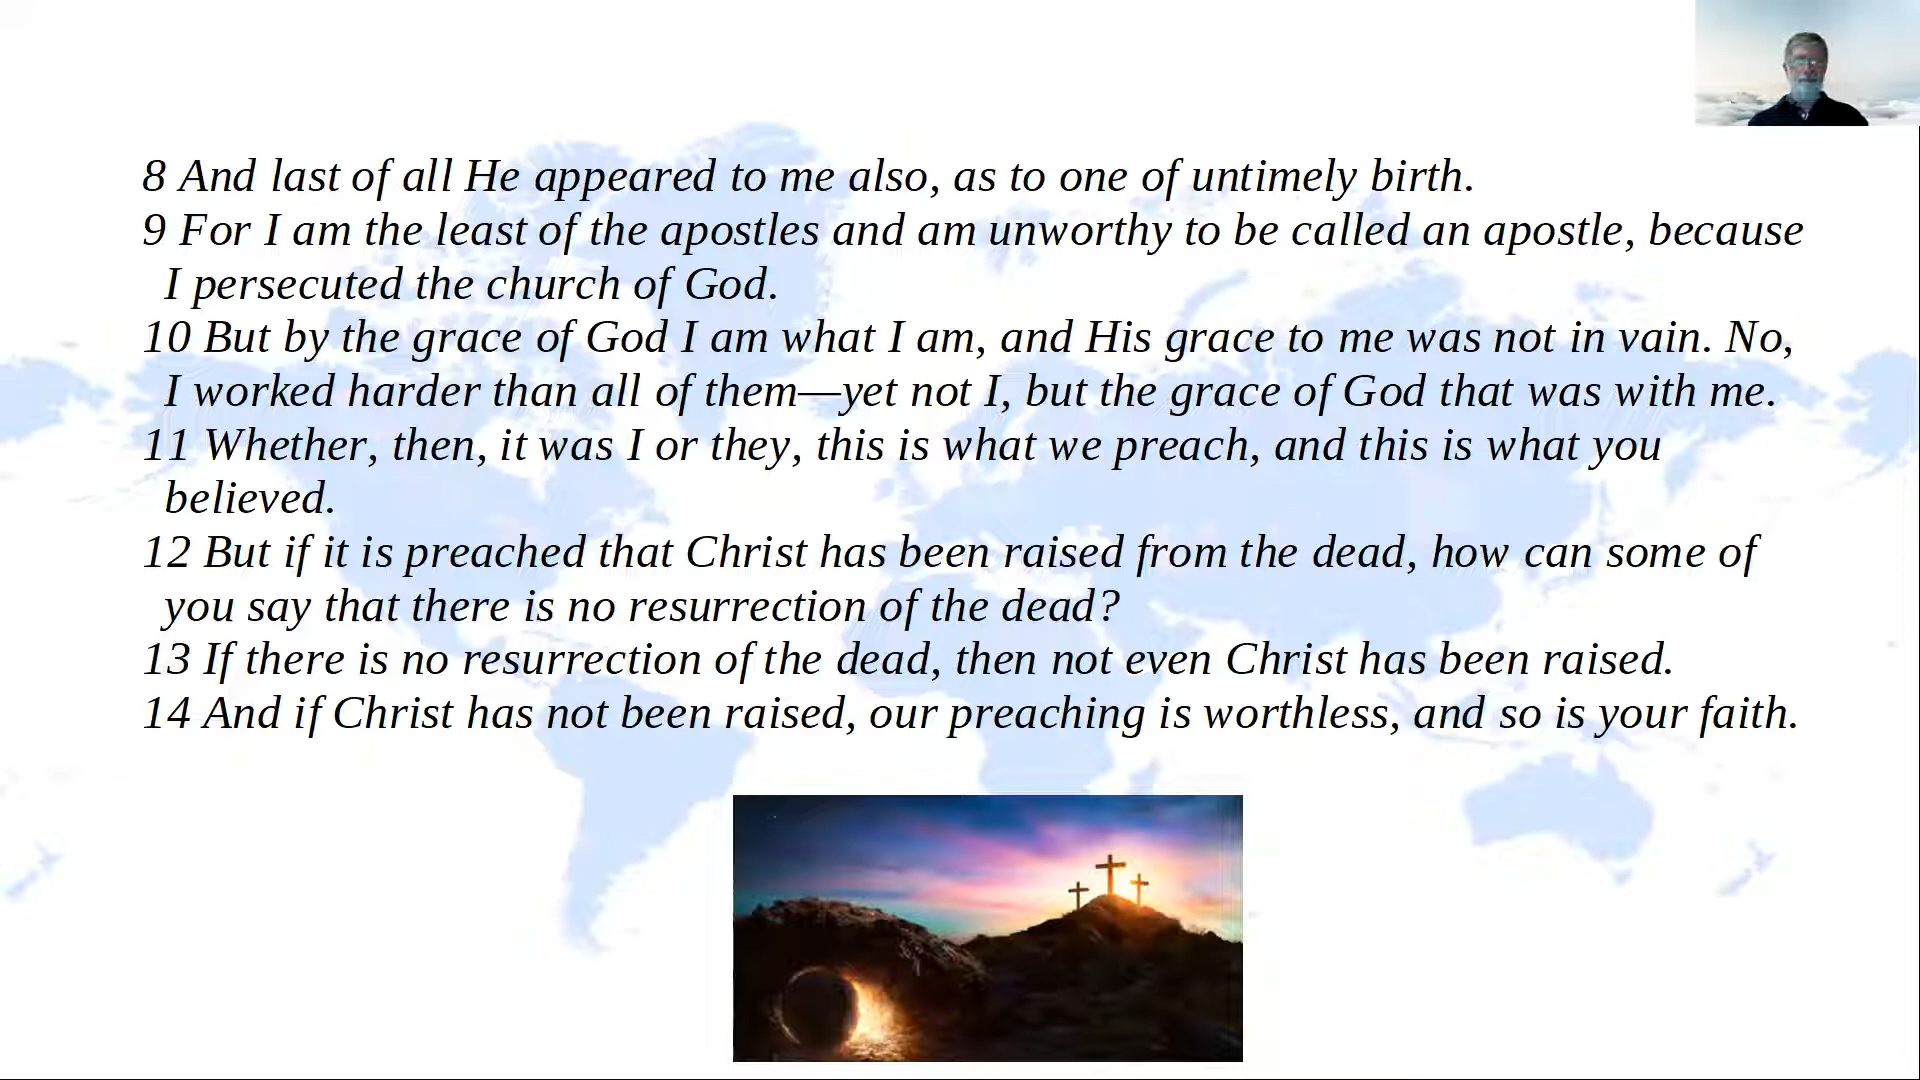 8 And last of all He appeared to me also, as to one of untimely birth.
9 For I am the least of the apostles and am unworthy to be called an apostle, because
I persecuted the church of God.
10 But by the grace of God I am what I am, and His grace to me was not in vain. No,
I worked harder than all of them—yet not I, but the grace of God that was with me.
11 Whether, then, it was I or they, this is what we preach, and this is what you
believed.
12 But if it is preached that Christ has been raised from the dead, how can some of
you say that there is no resurrection of the dead?
13 If there is no resurrection of the dead, then not even Christ has been raised.
14 And if Christ has not been raised, our preaching is worthless, and so is your faith.